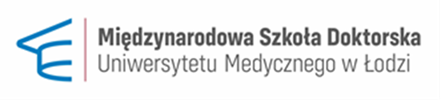 Międzynarodowa Szkoła Doktorska
Uniwersytetu Medycznego w Łodzi